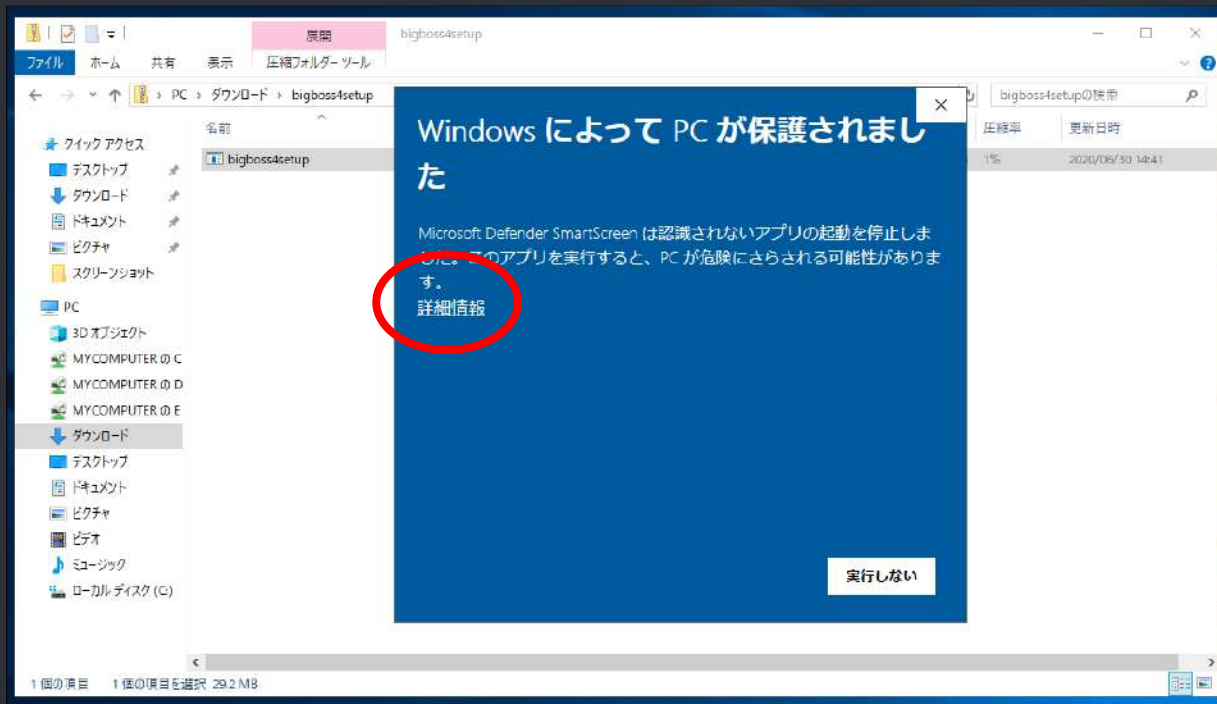 展開
bigboss4setup
ファイル
ホーム
共有
表示
圧縮フォルダー ツール
PC › ダウンロード › bigboss4setup
bigboss4setupの検索
名前
圧縮率
更新日時
bigboss4setup
1%
2020/06/30 14:41
クイック アクセス
デスクトップ
ダウンロード
ドキュメント
ピクチャ
スクリーンショット
PC
3D オブジェクト
MYCOMPUTER の C
MYCOMPUTER の D
MYCOMPUTER の E
ダウンロード
デスクトップ
ドキュメント
ピクチャ
ビデオ
ミュージック
ローカル ディスク (C:)
Windows によって PC が保護されまし
た
Microsoft Defender SmartScreen は認識されないアプリの起動を停止しま
した。このアプリを実行すると、PC が危険にさらされる可能性がありま
す。
詳細情報
実行しない
1 個の項目
1 個の項目を選択 29.2 MB